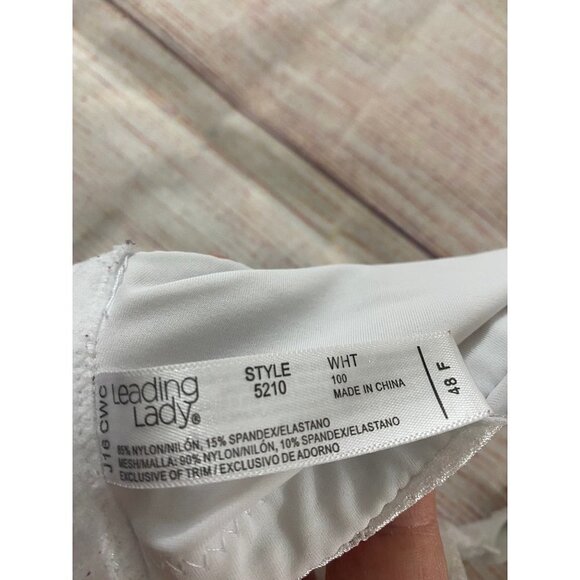 J16 CWC
Leading
Lady®
STYLE
5210
WHT
100
MADE IN CHINA
48 F
85% NYLON/NILÓN, 15% SPANDEX/ELASTANO
MESH/MALLA: 90% NYLON/NILÓN, 10% SPANDEX/ELASTANO
EXCLUSIVE OF TRIM / EXCLUSIVO DE ADORNO